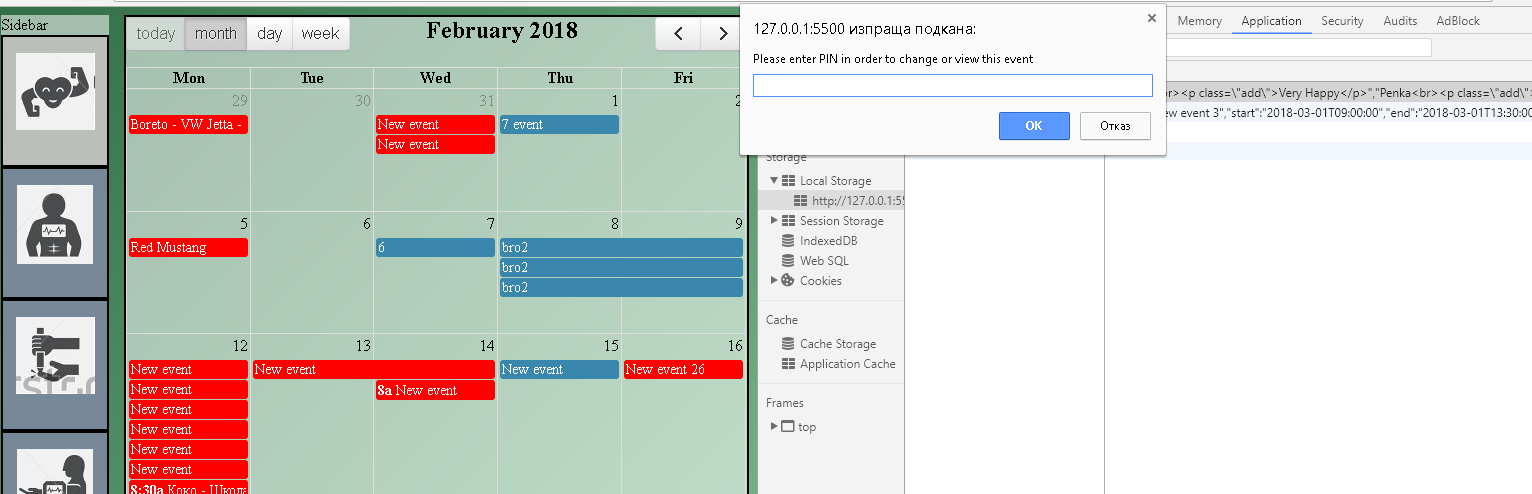 Sidebar
today month day week
February 2018
Mon Tue Wed Thu Fri
29 30 31 1 2
Boreto - VW Jetta -
New event
7 event
New event
5 6 7 8 9
Red Mustang
6
bro2
bro2
bro2
12 13 14 15 16
New event
New event
New event
New event 26
New event
8a New event
New event
New event
New event
New event
8:30a Коко - Школ
127.0.0.1:5500 изпраща подкана:
Please enter PIN in order to change or view this event
OK
Отказ
Memory Application Security Audits AdBlock
<br><p class=\"add\">Very Happy</p>","Penka<br><p class=\"add\">
ew event 3","start":"2018-03-01T09:00:00","end":"2018-03-01T13:30:00
Storage
Local Storage
http://127.0.0.1:55
Session Storage
IndexedDB
Web SQL
Cookies
Cache
Cache Storage
Application Cache
Frames
top